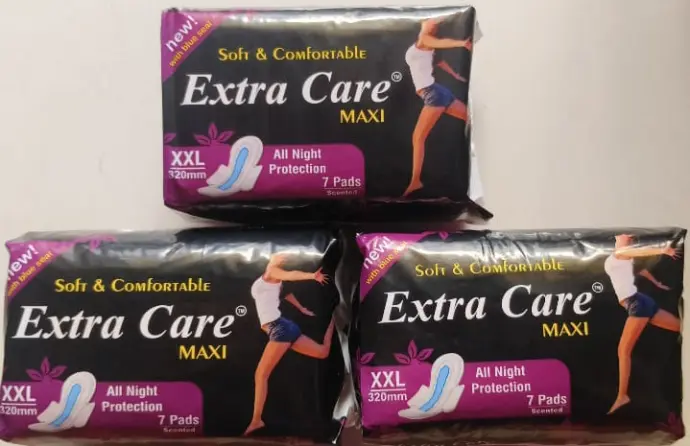 new!
with blue seal
Soft & Comfortable
Extra Care™
MAXI
XXL
320mm
All Night
Protection
7 Pads
Scented
new!
with blue seal
Soft & Comfortable
Extra Care™
MAXI
XXL
320mm
All Night
Protection
7 Pads
Scented
new!
with blue seal
Soft & Comfortable
Extra Care™
MAXI
XXL
320mm
All Night
Protection
7 Pads
Scented